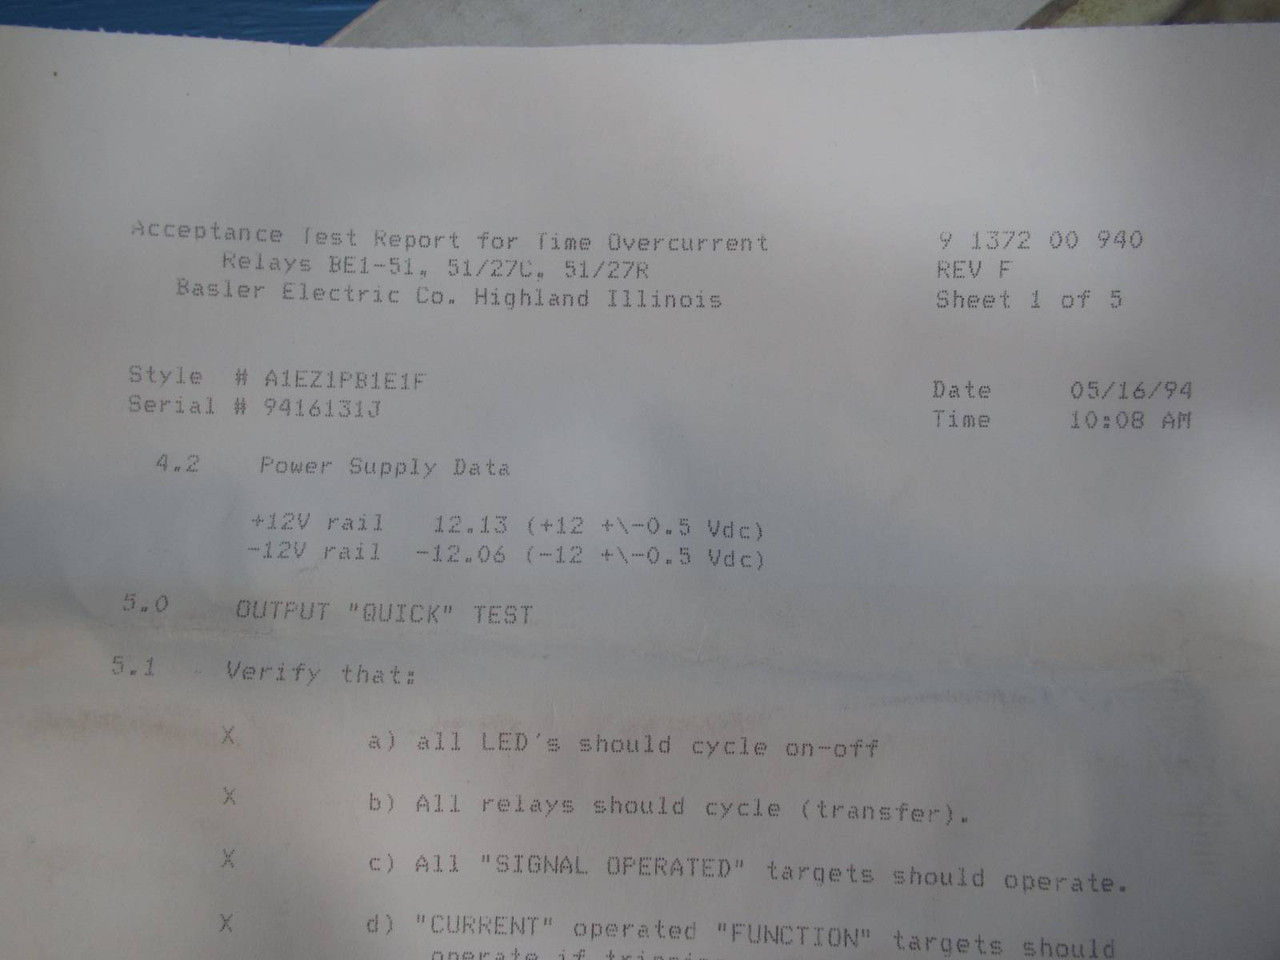 Acceptance Test Report for Time Overcurrent
Relays BE1-51, 51/27C, 51/27R
Basler Electric Co. Highland Illinois
9 1372 00 940
REV F
Sheet 1 of 5
Style # A1EZ1PB1E1F
Serial # 9416131J
Date 05/16/94
Time 10:08 AM
4.2 Power Supply Data
+12V rail 12.13 (+12 +\-0.5 Vdc)
-12V rail -12.06 (-12 +\-0.5 Vdc)
5.0 OUTPUT "QUICK" TEST
5.1 Verify that:
X a) all LED's should cycle on-off
X b) All relays should cycle (transfer).
X c) All "SIGNAL OPERATED" targets should operate.
X d) "CURRENT" operated "FUNCTION" targets should
operate if